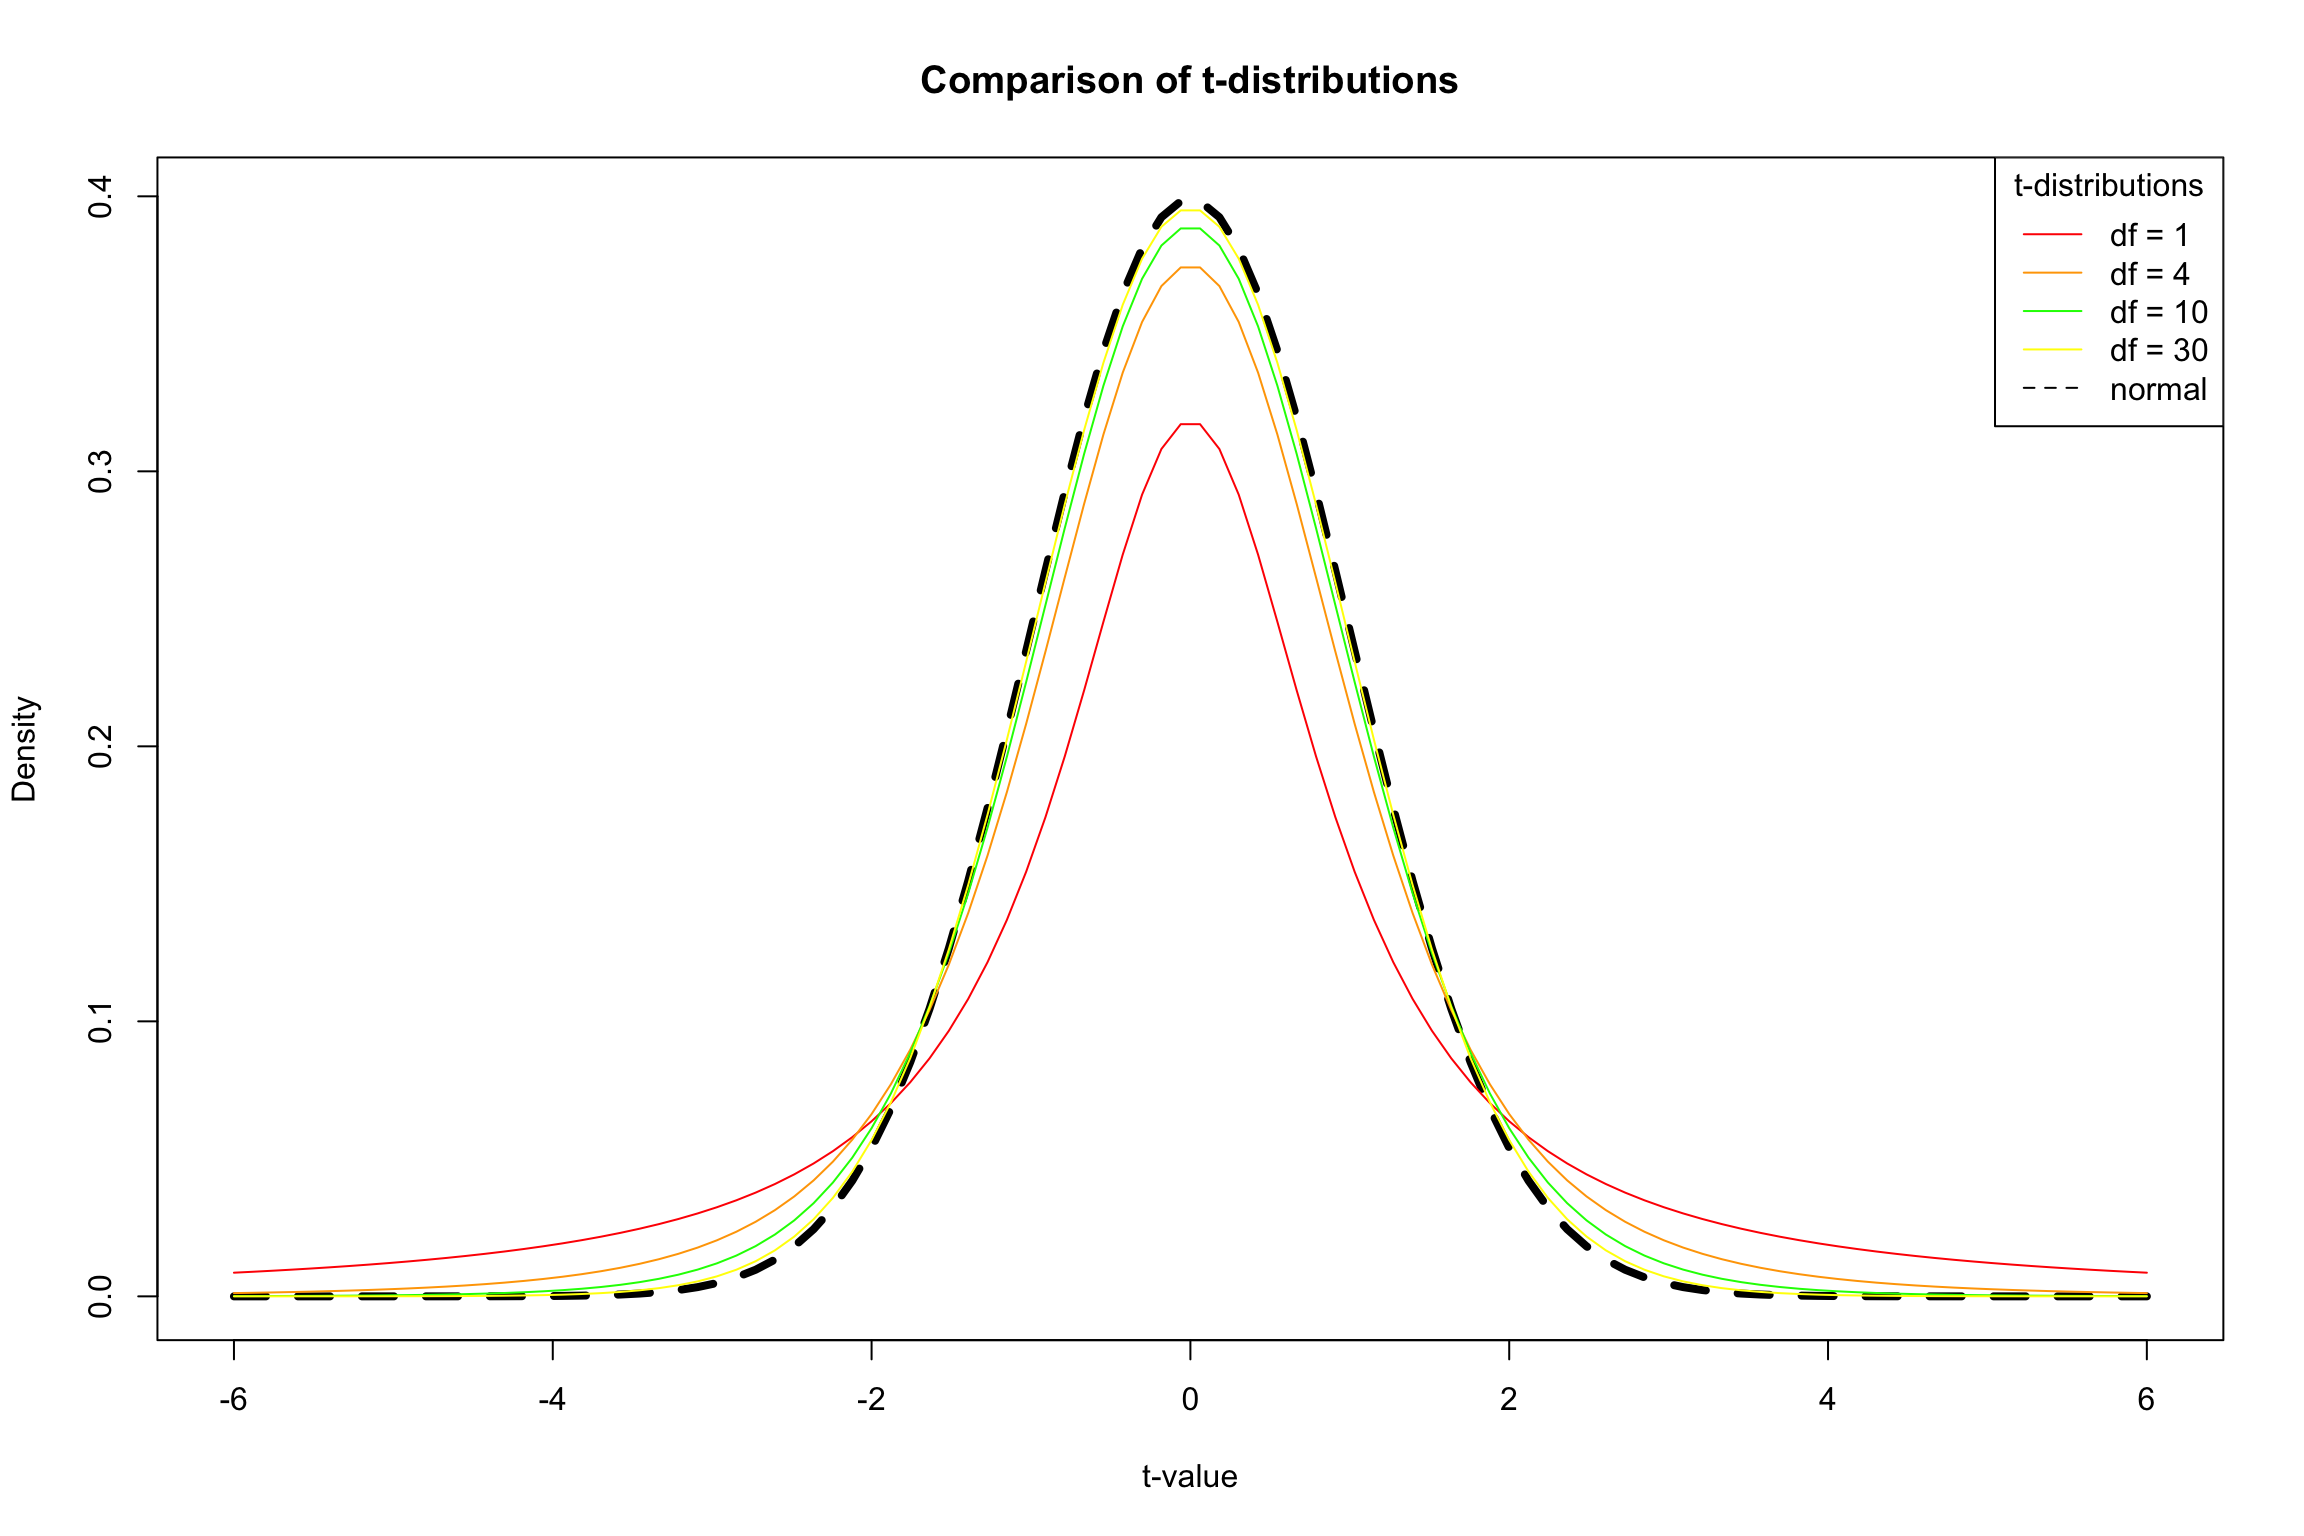 Comparison of t-distributions
t-distributions
df = 1
df = 4
df = 10
df = 30
normal
Density
0.4
0.3
0.2
0.1
0.0
-6 -4 -2 0 2 4 6
t-value